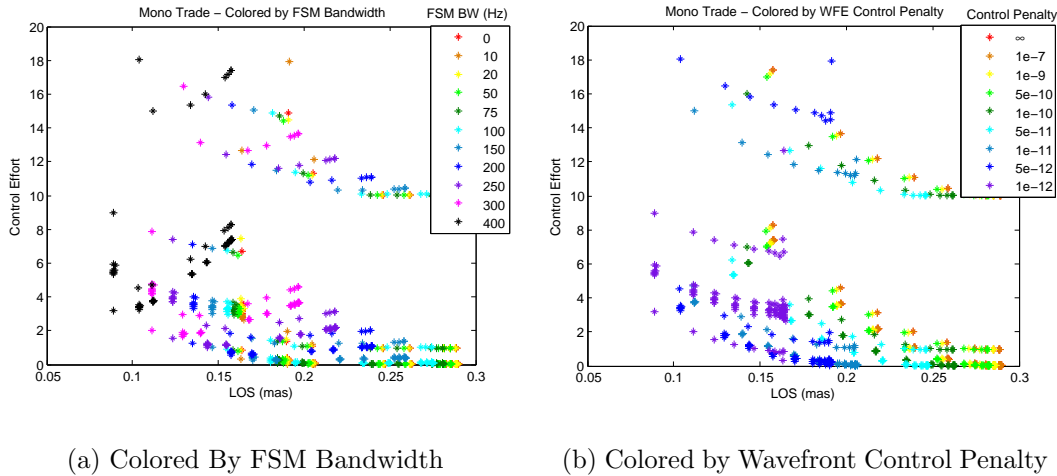 Mono Trade – Colored by FSM Bandwidth
FSM BW (Hz)
0
10
20
50
75
100
150
200
250
300
400
20
18
16
14
12
10
8
6
4
2
0
Control Effort
0.05
0.1
0.15
0.2
0.25
0.3
LOS (mas)
Mono Trade – Colored by WFE Control Penalty
Control Penalty
∞
1e-7
1e-9
5e-10
1e-10
5e-11
1e-11
5e-12
1e-12
20
18
16
14
12
10
8
6
4
2
0
Control Effort
0.05
0.1
0.15
0.2
0.25
0.3
LOS (mas)
(a) Colored By FSM Bandwidth
(b) Colored by Wavefront Control Penalty